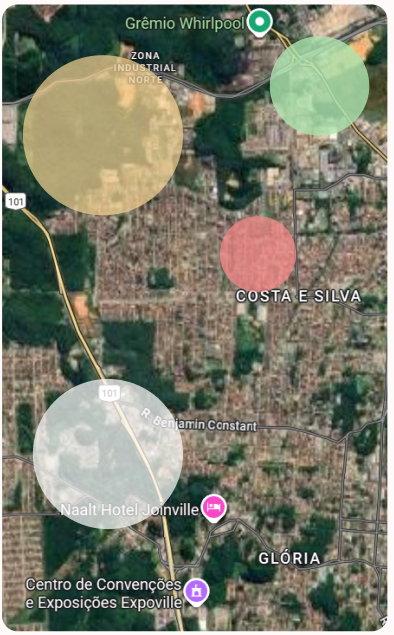 Grêmio Whirlpool
ZONA
INDUSTRIAL
NORTE
101
COSTA E SILVA
101
R. Benjamin Constant
Naalt Hotel Joinville
GLÓRIA
Centro de Convenções
e Exposições Expoville